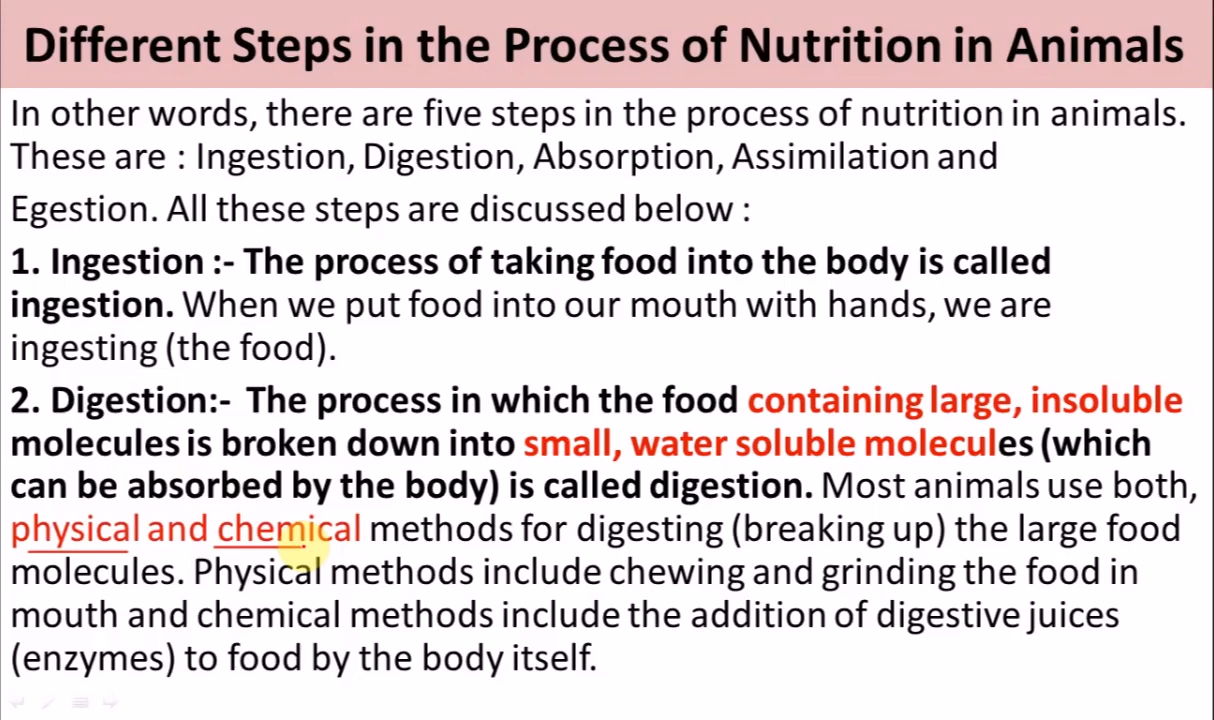 Different Steps in the Process of Nutrition in Animals
In other words, there are five steps in the process of nutrition in animals.
These are : Ingestion, Digestion, Absorption, Assimilation and
Egestion. All these steps are discussed below :
1. Ingestion :- The process of taking food into the body is called
ingestion. When we put food into our mouth with hands, we are
ingesting (the food).
2. Digestion:- The process in which the food containing large, insoluble
molecules is broken down into small, water soluble molecules (which
can be absorbed by the body) is called digestion. Most animals use both,
physical and chemical methods for digesting (breaking up) the large food
molecules. Physical methods include chewing and grinding the food in
mouth and chemical methods include the addition of digestive juices
(enzymes) to food by the body itself.